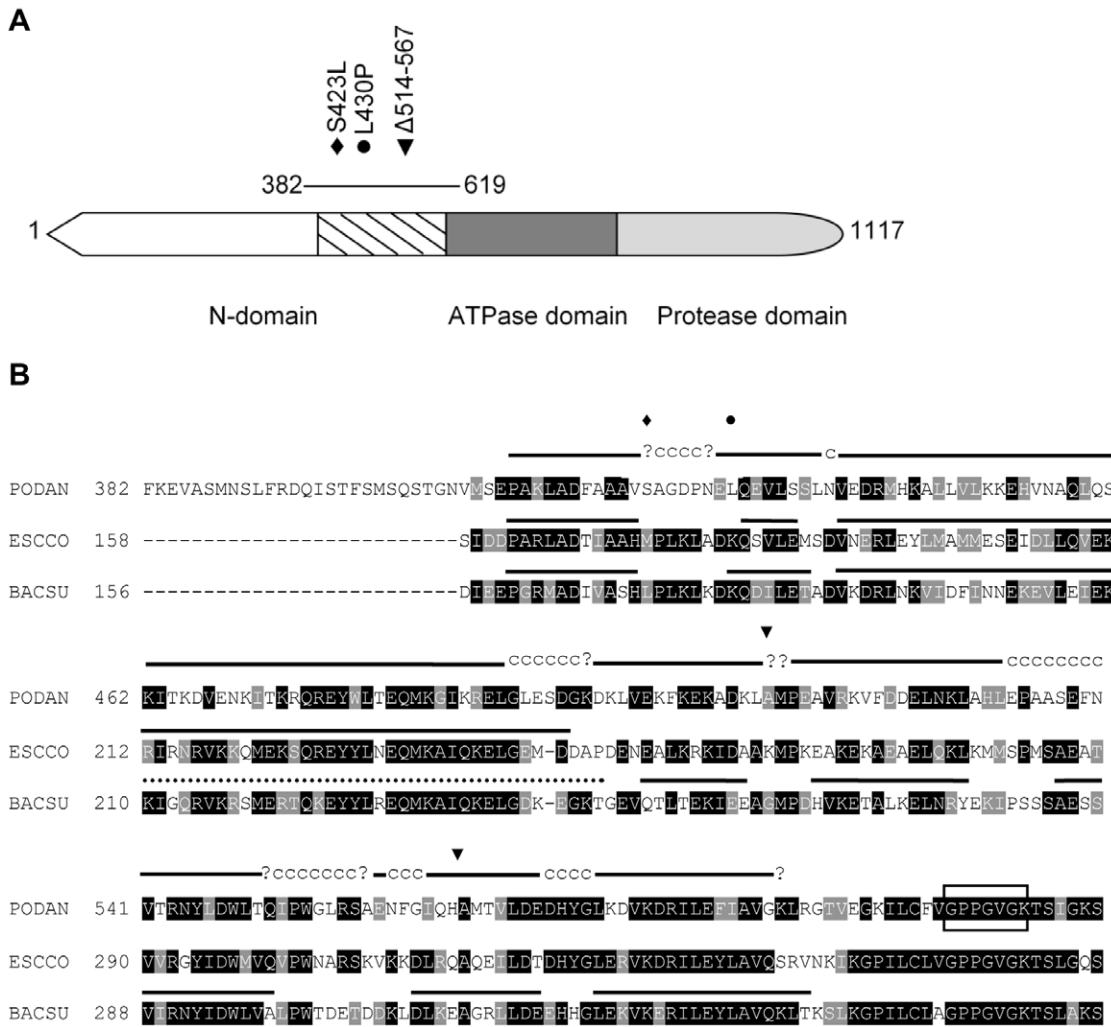 A
◆ S423L
● L430P
▼ Δ514-567
382 619
1 1117
N-domain ATPase domain Protease domain
B
◆ ●
?cccc? c
PODAN 382 FKEVASMNSLFRDQISTFSMSQSTGNVMSEPAKLADFAAAVSAGDPNELQEVLSSLNVEDRMHKALLVLKKEHVNAQLQS
ESCCO 158 --------------------------SIDDPARLADTIAAHMPLKLADKQSVLEMSDVNERLEYLMAMMESEIDLLQVEK
BACSU 156 --------------------------DIEEPGRMADIVASHLPLKLKDKQDILETADVKDRLNKVIDFINNEKEVLEIEK
▼
cccccc? ?? cccccccc
PODAN 462 KITKDVENKITKRQREYWLTEQMKGIKRELGLESDGKDKLVEKFKEKADKLAMPEAVRKVFDDELNKLAHLEPAASEFN
ESCCO 212 RIRNRVKKQMEKSQREYYLNEQMKAIQKELGEM-DDAPDENEALKRKIDAAKMPKEAKEKAEAELQKLKMMSPMSAEAT
BACSU 210 KIGQRVKRSMERTQKEYYLREQMKAIQKELGDK-EGKTGEVQTLTEKIEEAGMPDHVKETALKELNRYEKIPSSSAESS
▼
?ccccccc? ccc cccc ?
PODAN 541 VTRNYLDWLTQIPWGLRSAENFGIQHAMTVLDEDHYGLKDVKDRILEFIAVGKLRGTVEGKILCFVGPPGVGKTSIGKS
ESCCO 290 VVRGYIDWMVQVPWNARSKVKKDLRQAQEILDTDHYGLERVKDRILEYLAVQSRVNKIKGPILCLVGPPGVGKTSLGQS
BACSU 288 VIRNYIDWLVALPWTDETDDKLDLKEAGRLLDEEHHGLEKVKERILEYLAVQKLTKSLKGPILCLAGPPGVGKTSLAKS